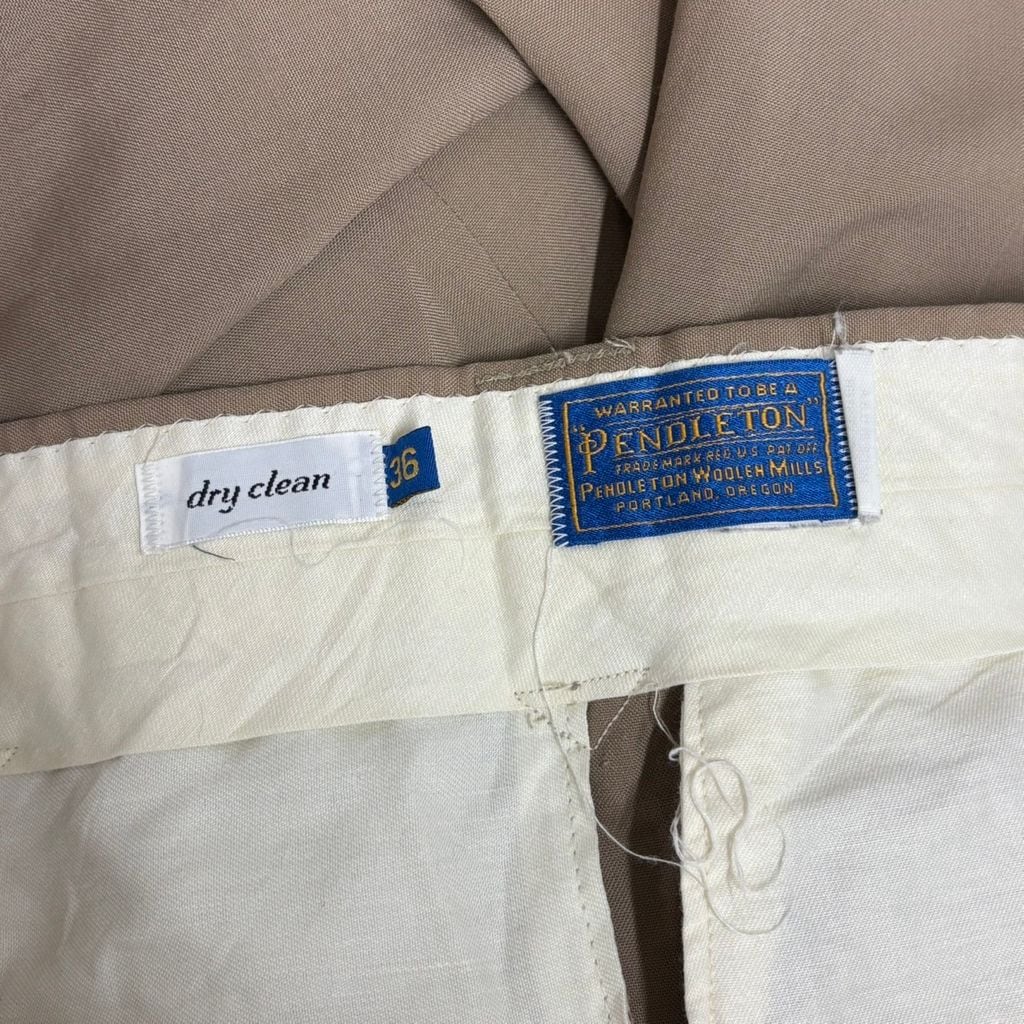 dry clean
36
WARRANTED TO BE A
"PENDLETON"
TRADEMARK REG. U.S. PAT. OFF.
PENDLETON WOOLEN MILLS
PORTLAND, OREGON